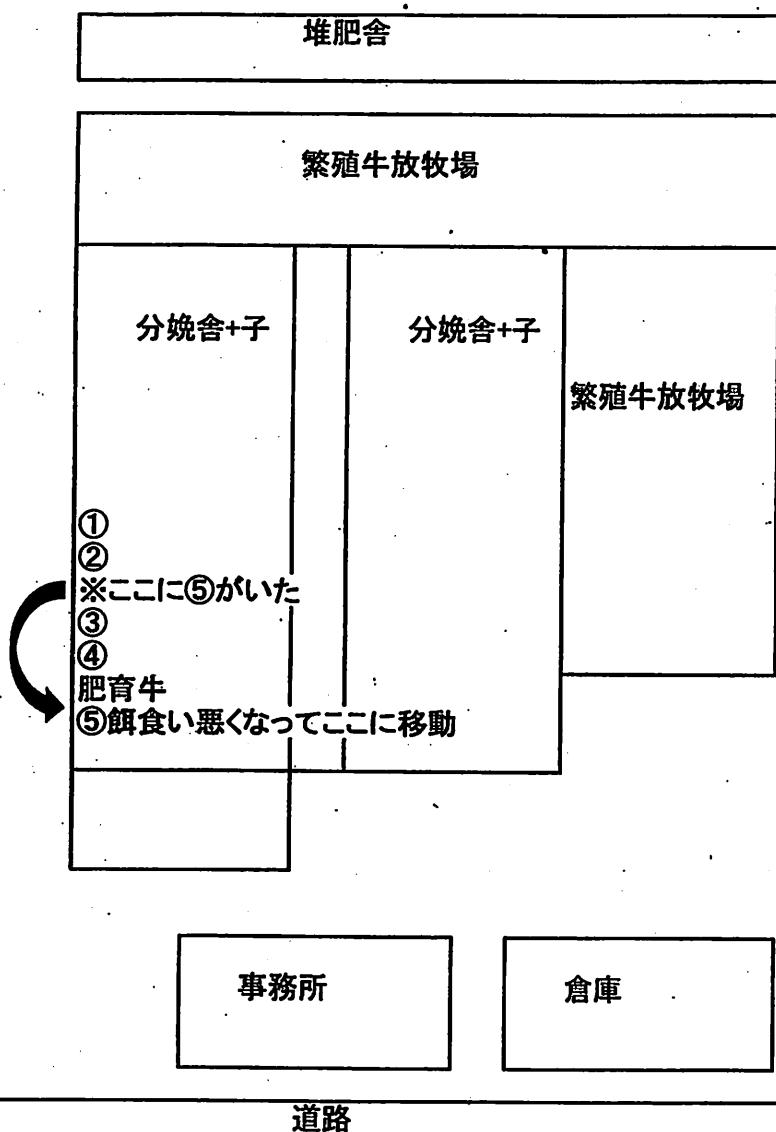 堆肥舎
繁殖牛放牧場
分娩舎+子
分娩舎+子
繁殖牛放牧場
①
②
※ここに⑤がいた
③
④
肥育牛
⑤餌食い悪くなってここに移動
事務所
倉庫
道路